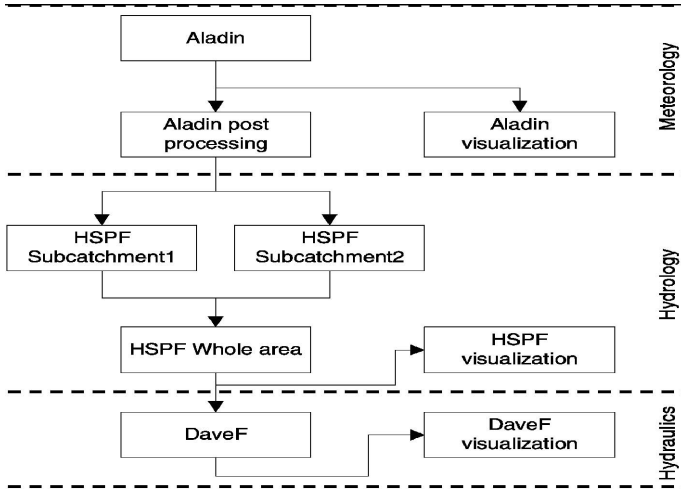 Aladin
Meteorology
Aladin post
processing
Aladin
visualization
HSPF
Subcatchment1
HSPF
Subcatchment2
Hydrology
HSPF Whole area
HSPF
visualization
DaveF
DaveF
visualization
Hydraulics